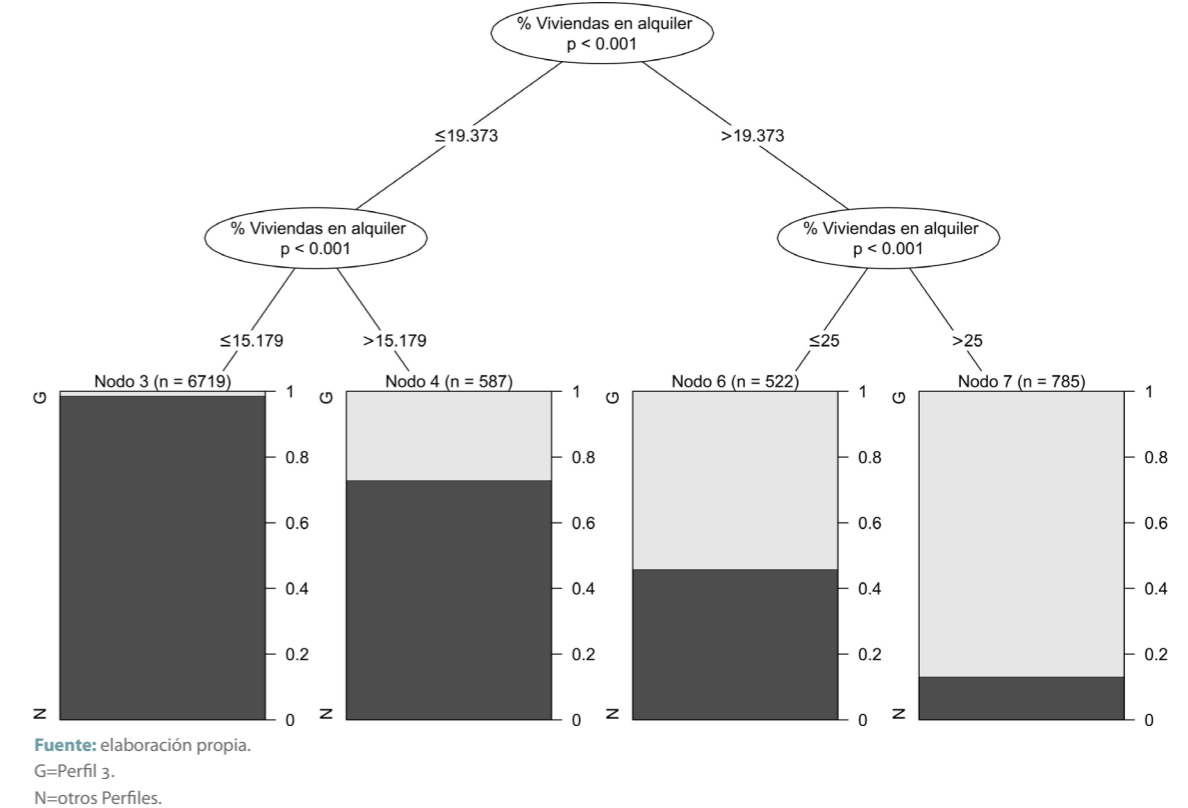 % Viviendas en alquiler
p < 0.001
≤19.373
>19.373
% Viviendas en alquiler
p < 0.001
% Viviendas en alquiler
p < 0.001
≤15.179
>15.179
≤25
>25
Nodo 3 (n = 6719)
G
N
1
0.8
0.6
0.4
0.2
0
Nodo 4 (n = 587)
G
N
1
0.8
0.6
0.4
0.2
0
Nodo 6 (n = 522)
G
N
1
0.8
0.6
0.4
0.2
0
Nodo 7 (n = 785)
G
N
1
0.8
0.6
0.4
0.2
0
Fuente: elaboración propia.
G=Perfil 3.
N=otros Perfiles.